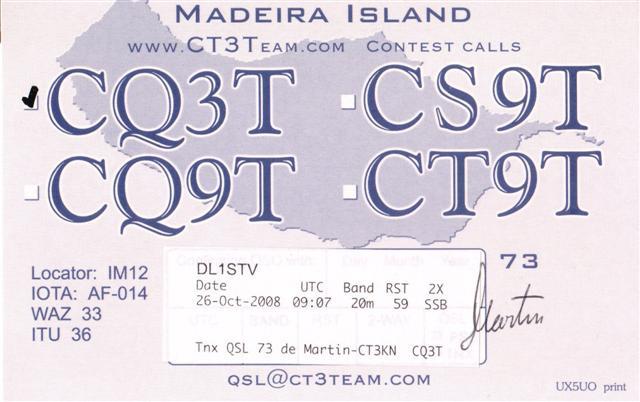 MADEIRA ISLAND
WWW.CT3TEAM.COM CONTEST CALLS
CQ3T CS9T
CQ9T CT9T
73
DL1STV
Date UTC Band RST 2X
26-Oct-2008 09:07 20m 59 SSB
Martin
Tnx QSL 73 de Martin-CT3KN CQ3T
Locator: IM12
IOTA: AF-014
WAZ 33
ITU 36
QSL@CT3TEAM.COM
UX5UO print